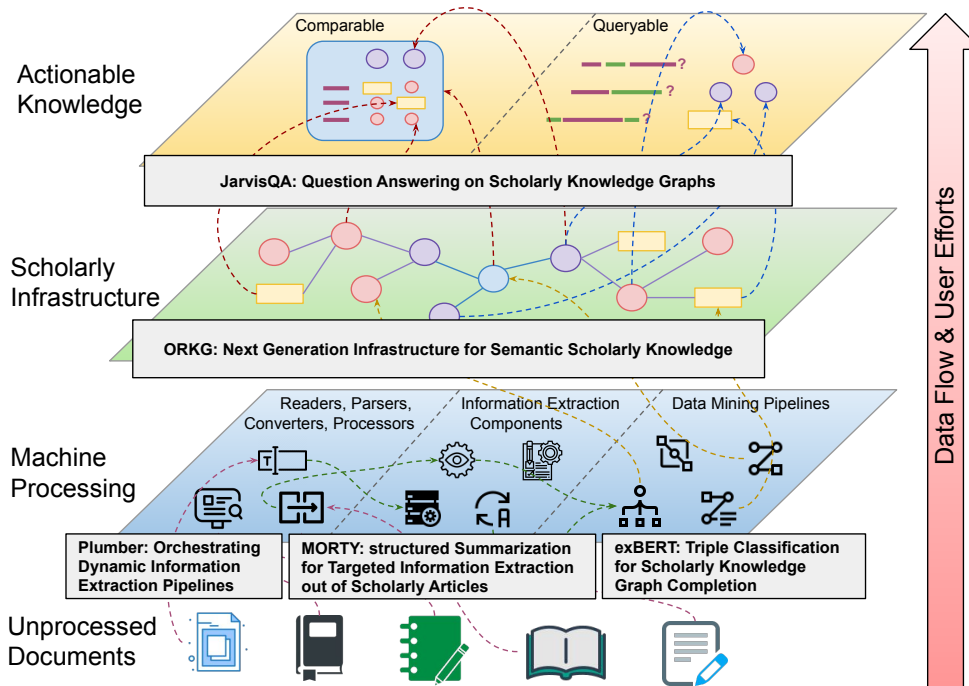 Comparable
Queryable
Actionable
Knowledge
?
?
?
JarvisQA: Question Answering on Scholarly Knowledge Graphs
Scholarly
Infrastructure
ORKG: Next Generation Infrastructure for Semantic Scholarly Knowledge
Readers, Parsers,
Converters, Processors
Information Extraction
Components
Data Mining Pipelines
Machine
Processing
T
A
Plumber: Orchestrating
Dynamic Information
Extraction Pipelines
MORTY: structured Summarization
for Targeted Information Extraction
out of Scholarly Articles
exBERT: Triple Classification
for Scholarly Knowledge
Graph Completion
Unprocessed
Documents
Data Flow & User Efforts